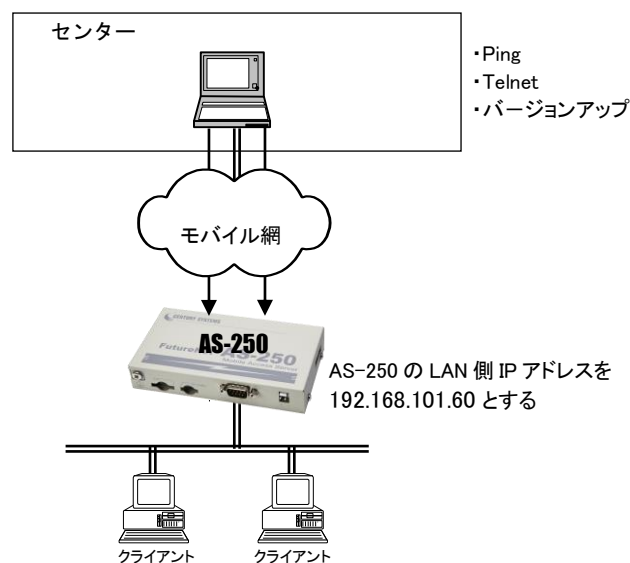 センター
・Ping
・Telnet
・バージョンアップ
モバイル網
CENTURY SYSTEMS
AS-250
AS-250 の LAN 側 IP アドレスを
192.168.101.60 とする
クライアント
クライアント